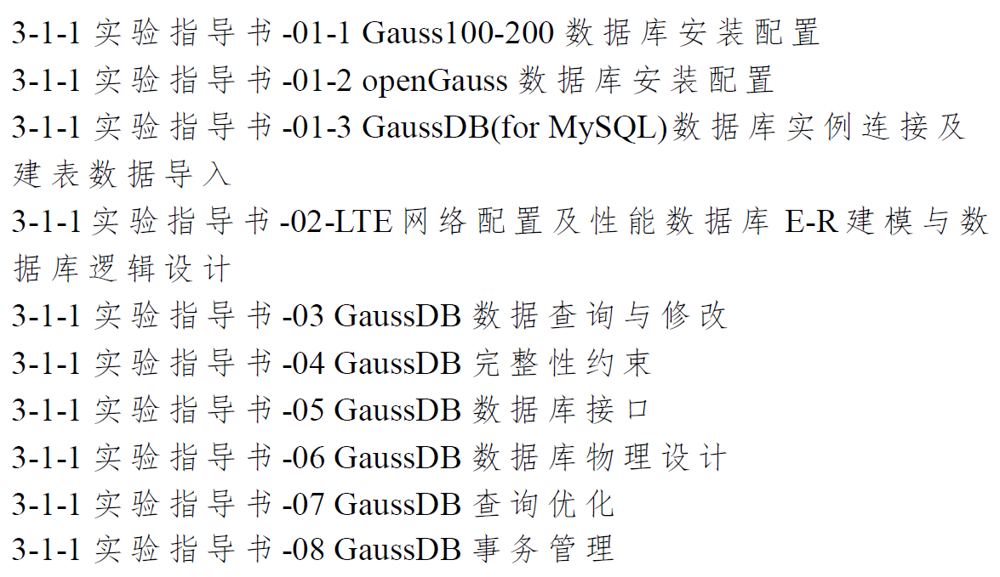 3-1-1 实验指导书-01-1 Gauss100-200 数据库安装配置
3-1-1 实验指导书-01-2 openGauss 数据库安装配置
3-1-1 实验指导书-01-3 GaussDB(for MySQL)数据库实例连接及
建表数据导入
3-1-1实验指导书-02-LTE网络配置及性能数据库 E-R建模与数
据库逻辑设计
3-1-1 实验指导书-03 GaussDB 数据查询与修改
3-1-1 实验指导书-04 GaussDB 完整性约束
3-1-1 实验指导书-05 GaussDB 数据库接口
3-1-1 实验指导书-06 GaussDB 数据库物理设计
3-1-1 实验指导书-07 GaussDB 查询优化
3-1-1 实验指导书-08 GaussDB 事务管理